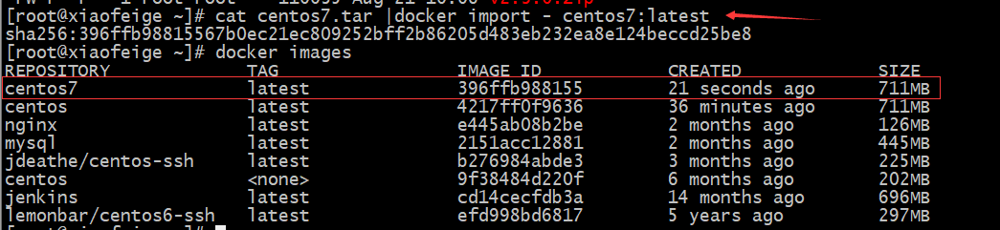 [root@xiaofeige ~]# cat centos7.tar |docker import - centos7:latest
sha256:396ffb98815567b0ec21ec809252bff2b86205d483eb232ea8e124beccd25be8
[root@xiaofeige ~]# docker images
REPOSITORY TAG IMAGE ID CREATED SIZE
centos7 latest 396ffb988155 21 seconds ago 711MB
centos latest 4217ff0f9636 36 minutes ago 711MB
nginx latest e445ab08b2be 2 months ago 126MB
mysql latest 2151acc12881 2 months ago 445MB
jdeathe/centos-ssh latest b276984abde3 3 months ago 225MB
centos <none> 9f38484d220f 6 months ago 202MB
jenkins latest cd14cecfdb3a 14 months ago 696MB
lemonbar/centos6-ssh latest efd998bd6817 5 years ago 297MB
[root@xiaofeige ~]#